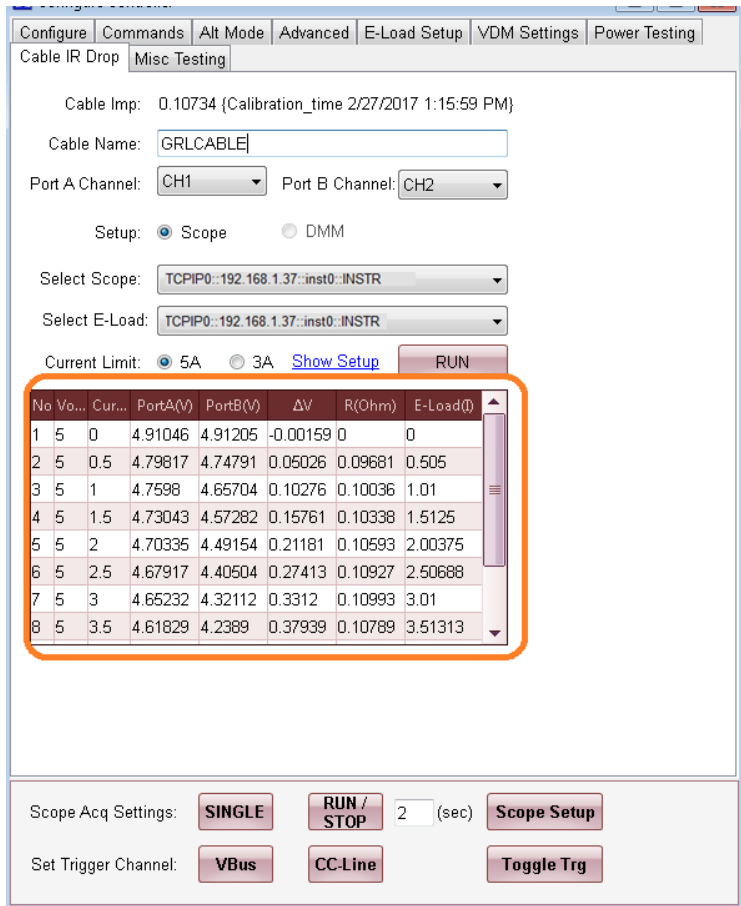 Configure Controller
Configure Commands Alt Mode Advanced E-Load Setup VDM Settings Power Testing
Cable IR Drop Misc Testing
Cable Imp: 0.10734 {Calibration_time 2/27/2017 1:15:59 PM}
Cable Name: GRLCABLE
Port A Channel: CH1 Port B Channel: CH2
Setup: Scope DMM
Select Scope: TCPIP0::192.168.1.37::inst0::INSTR
Select E-Load: TCPIP0::192.168.1.37::inst0::INSTR
Current Limit: 5A 3A Show Setup RUN
No Vo... Cur... PortA(V) PortB(V) ΔV R(Ohm) E-Load(I)
1 5 0 4.91046 4.91205 -0.00159 0 0
2 5 0.5 4.79817 4.74791 0.05026 0.09681 0.505
3 5 1 4.7598 4.65704 0.10276 0.10036 1.01
4 5 1.5 4.73043 4.57282 0.15761 0.10338 1.5125
5 5 2 4.70335 4.49154 0.21181 0.10593 2.00375
6 5 2.5 4.67917 4.40504 0.27413 0.10927 2.50688
7 5 3 4.65232 4.32112 0.3312 0.10993 3.01
8 5 3.5 4.61829 4.2389 0.37939 0.10789 3.51313
Scope Acq Settings: SINGLE RUN / STOP 2 (sec) Scope Setup
Set Trigger Channel: VBus CC-Line Toggle Trg